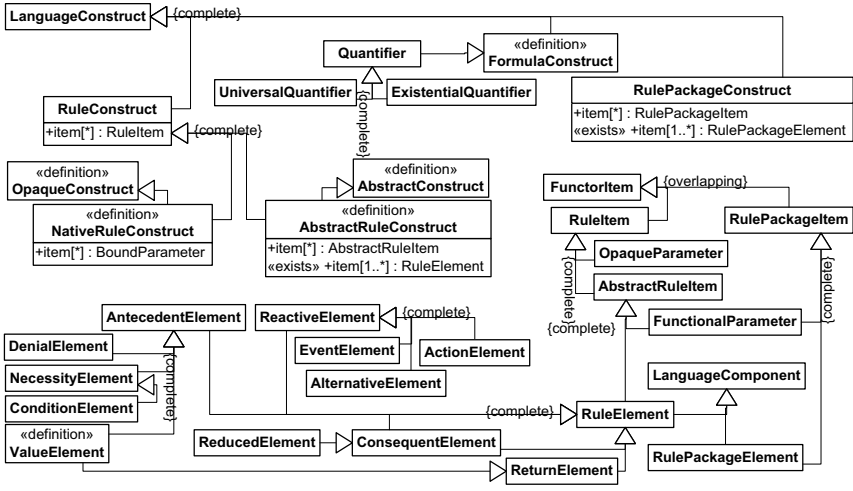 LanguageConstruct
{complete}
Quantifier
«definition»
FormulaConstruct
UniversalQuantifier
ExistentialQuantifier
{complete}
RulePackageConstruct
+item[*] : RulePackageItem
«exists» +item[1..*] : RulePackageElement
RuleConstruct
+item[*] : RuleItem
{complete}
«definition»
OpaqueConstruct
«definition»
NativeRuleConstruct
+item[*] : BoundParameter
«definition»
AbstractConstruct
«definition»
AbstractRuleConstruct
+item[*] : AbstractRuleItem
«exists» +item[1..*] : RuleElement
FunctorItem
{overlapping}
RuleItem
RulePackageItem
OpaqueParameter
{complete}
AbstractRuleItem
{complete}
{complete}
FunctionalParameter
AntecedentElement
ReactiveElement
{complete}
DenialElement
EventElement
ActionElement
NecessityElement
{complete}
AlternativeElement
LanguageComponent
ConditionElement
{complete}
RuleElement
«definition»
ValueElement
ReducedElement
ConsequentElement
RulePackageElement
ReturnElement